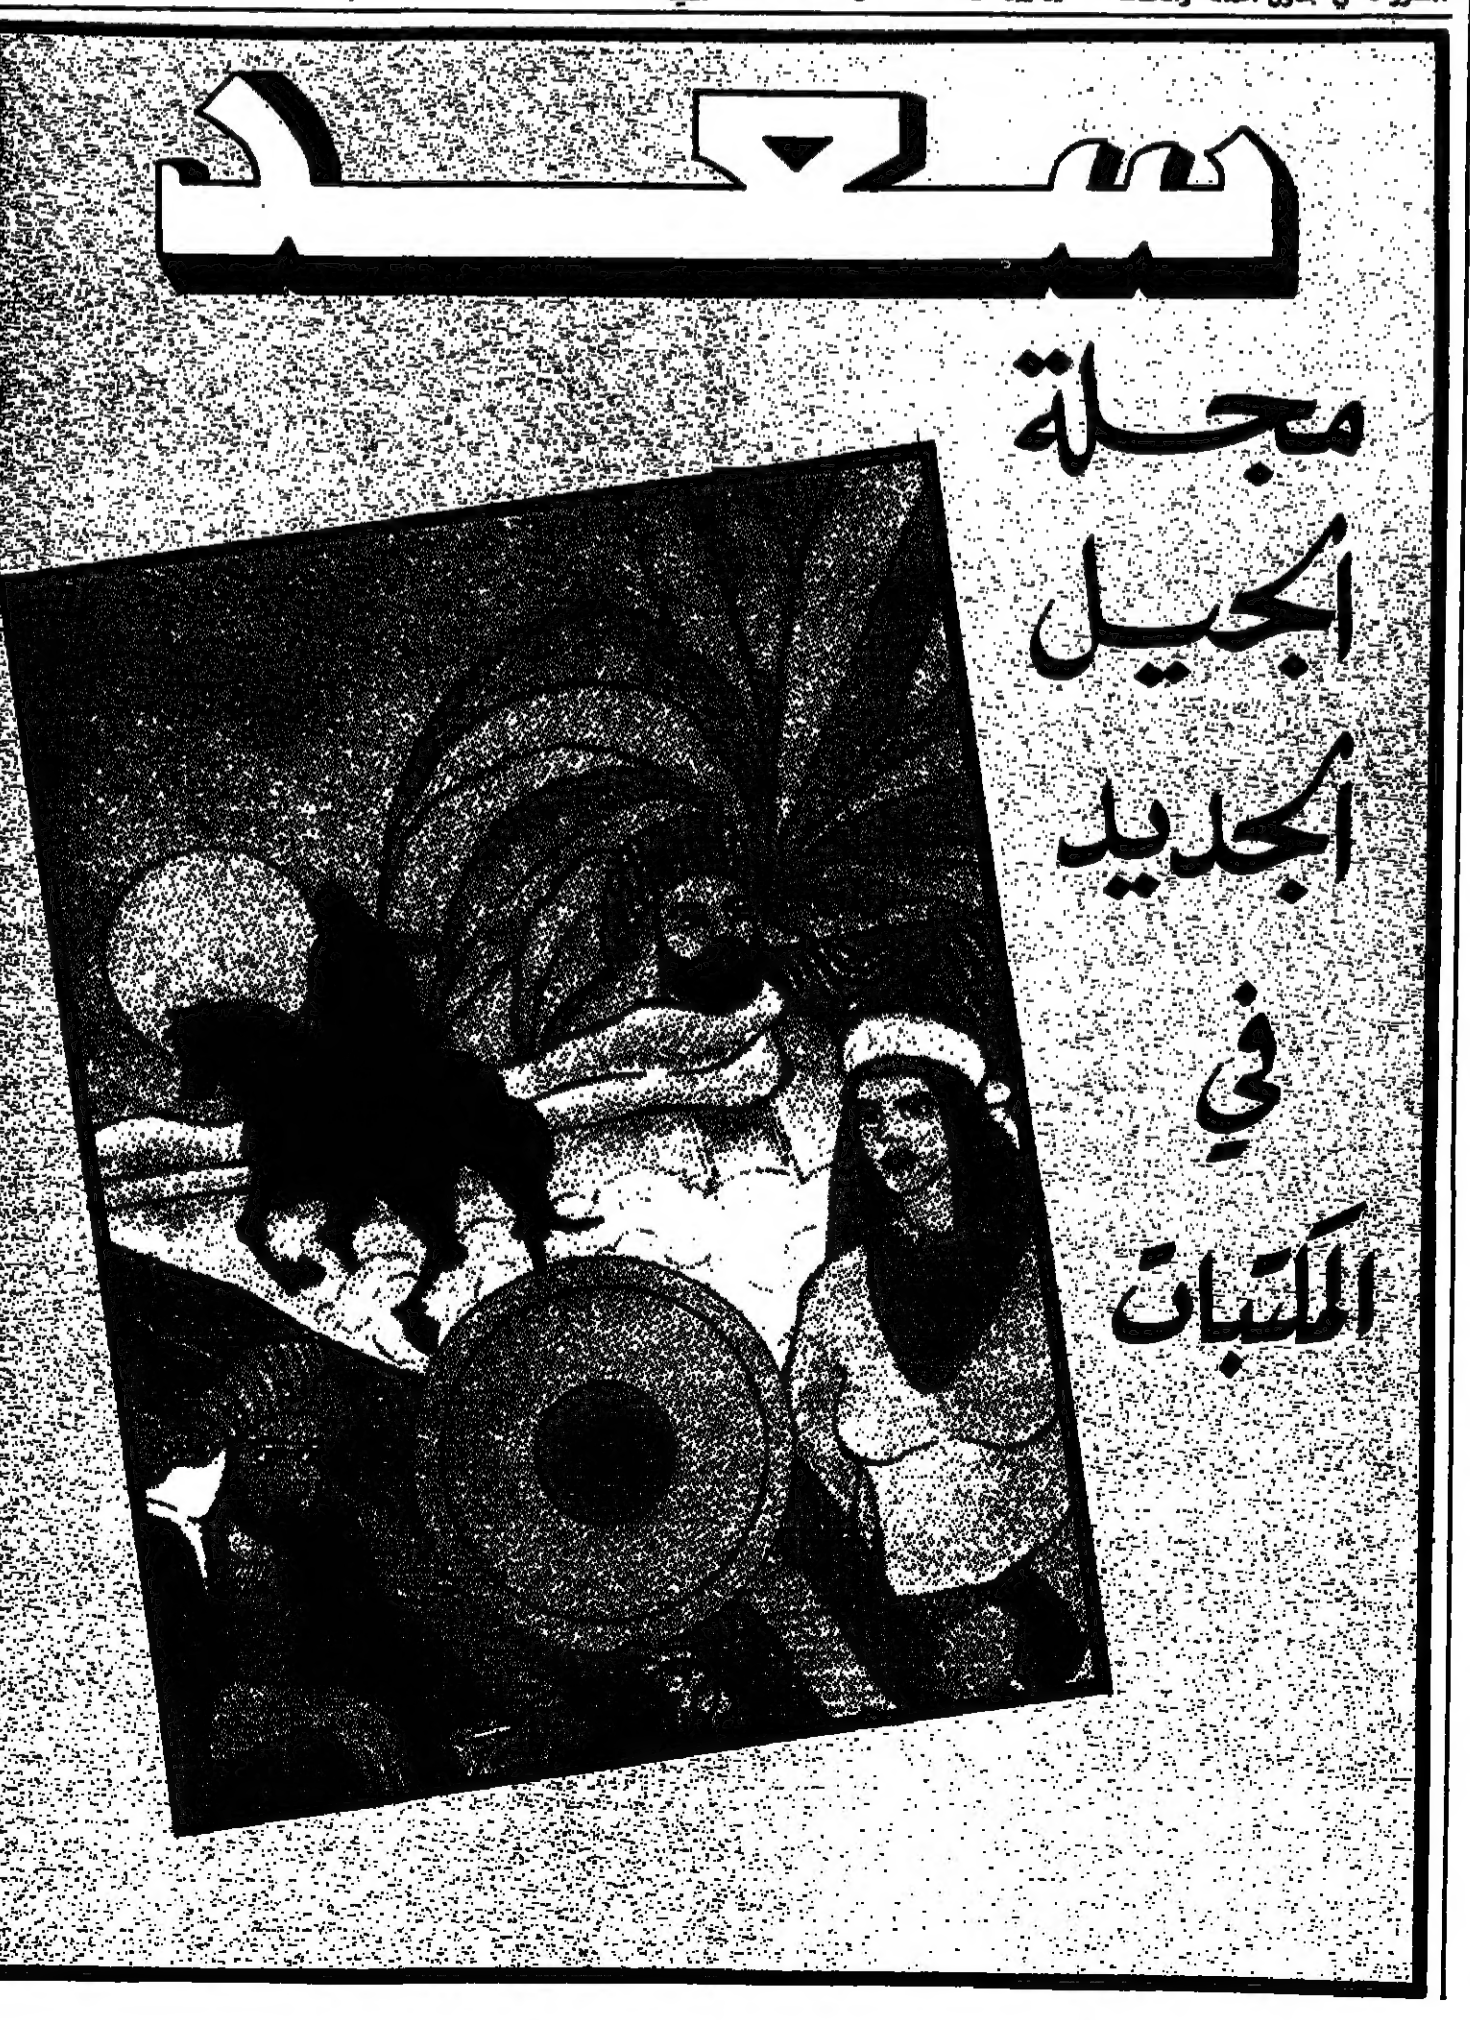 سعد
مجلة
الجيل
الجديد
في
المكتبات